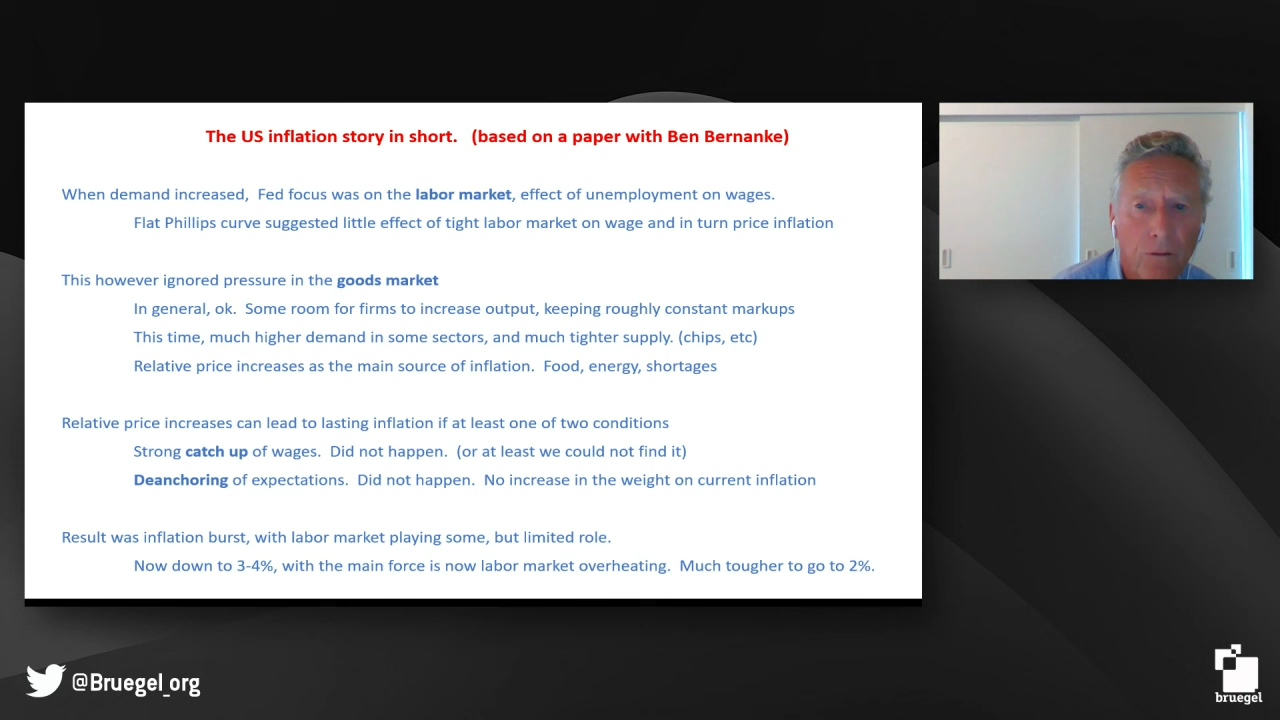 The US inflation story in short. (based on a paper with Ben Bernanke)
When demand increased, Fed focus was on the labor market, effect of unemployment on wages.
Flat Phillips curve suggested little effect of tight labor market on wage and in turn price inflation
This however ignored pressure in the goods market
In general, ok. Some room for firms to increase output, keeping roughly constant markups
This time, much higher demand in some sectors, and much tighter supply. (chips, etc)
Relative price increases as the main source of inflation. Food, energy, shortages
Relative price increases can lead to lasting inflation if at least one of two conditions
Strong catch up of wages. Did not happen. (or at least we could not find it)
Deanchoring of expectations. Did not happen. No increase in the weight on current inflation
Result was inflation burst, with labor market playing some, but limited role.
Now down to 3-4%, with the main force is now labor market overheating. Much tougher to go to 2%.
@Bruegel_org
bruegel